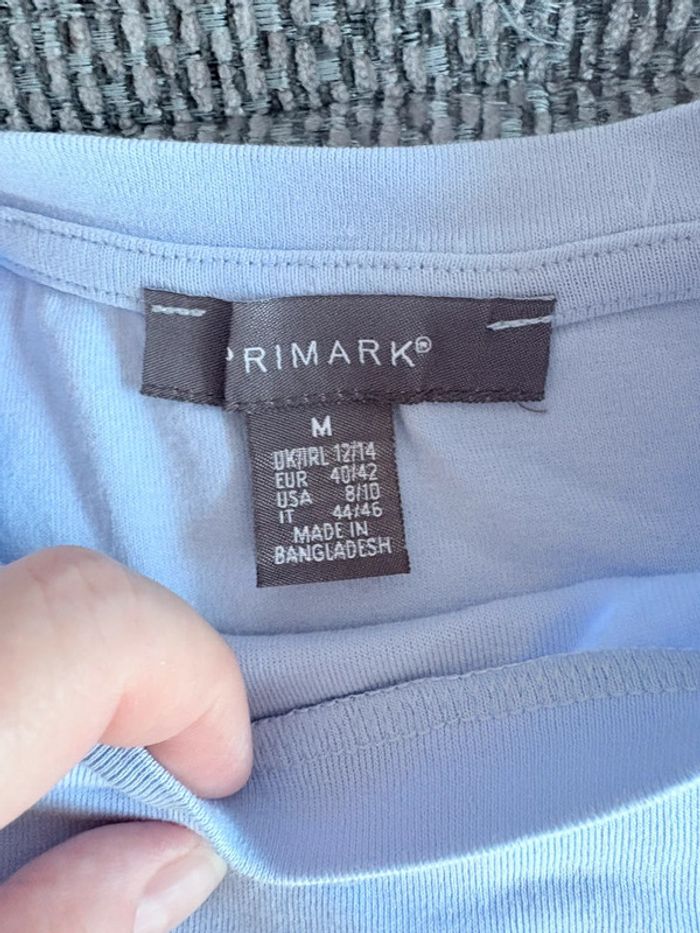 PRIMARK®
M
UK/IRL 12/14
EUR 40/42
USA 8/10
IT 44/46
MADE IN
BANGLADESH